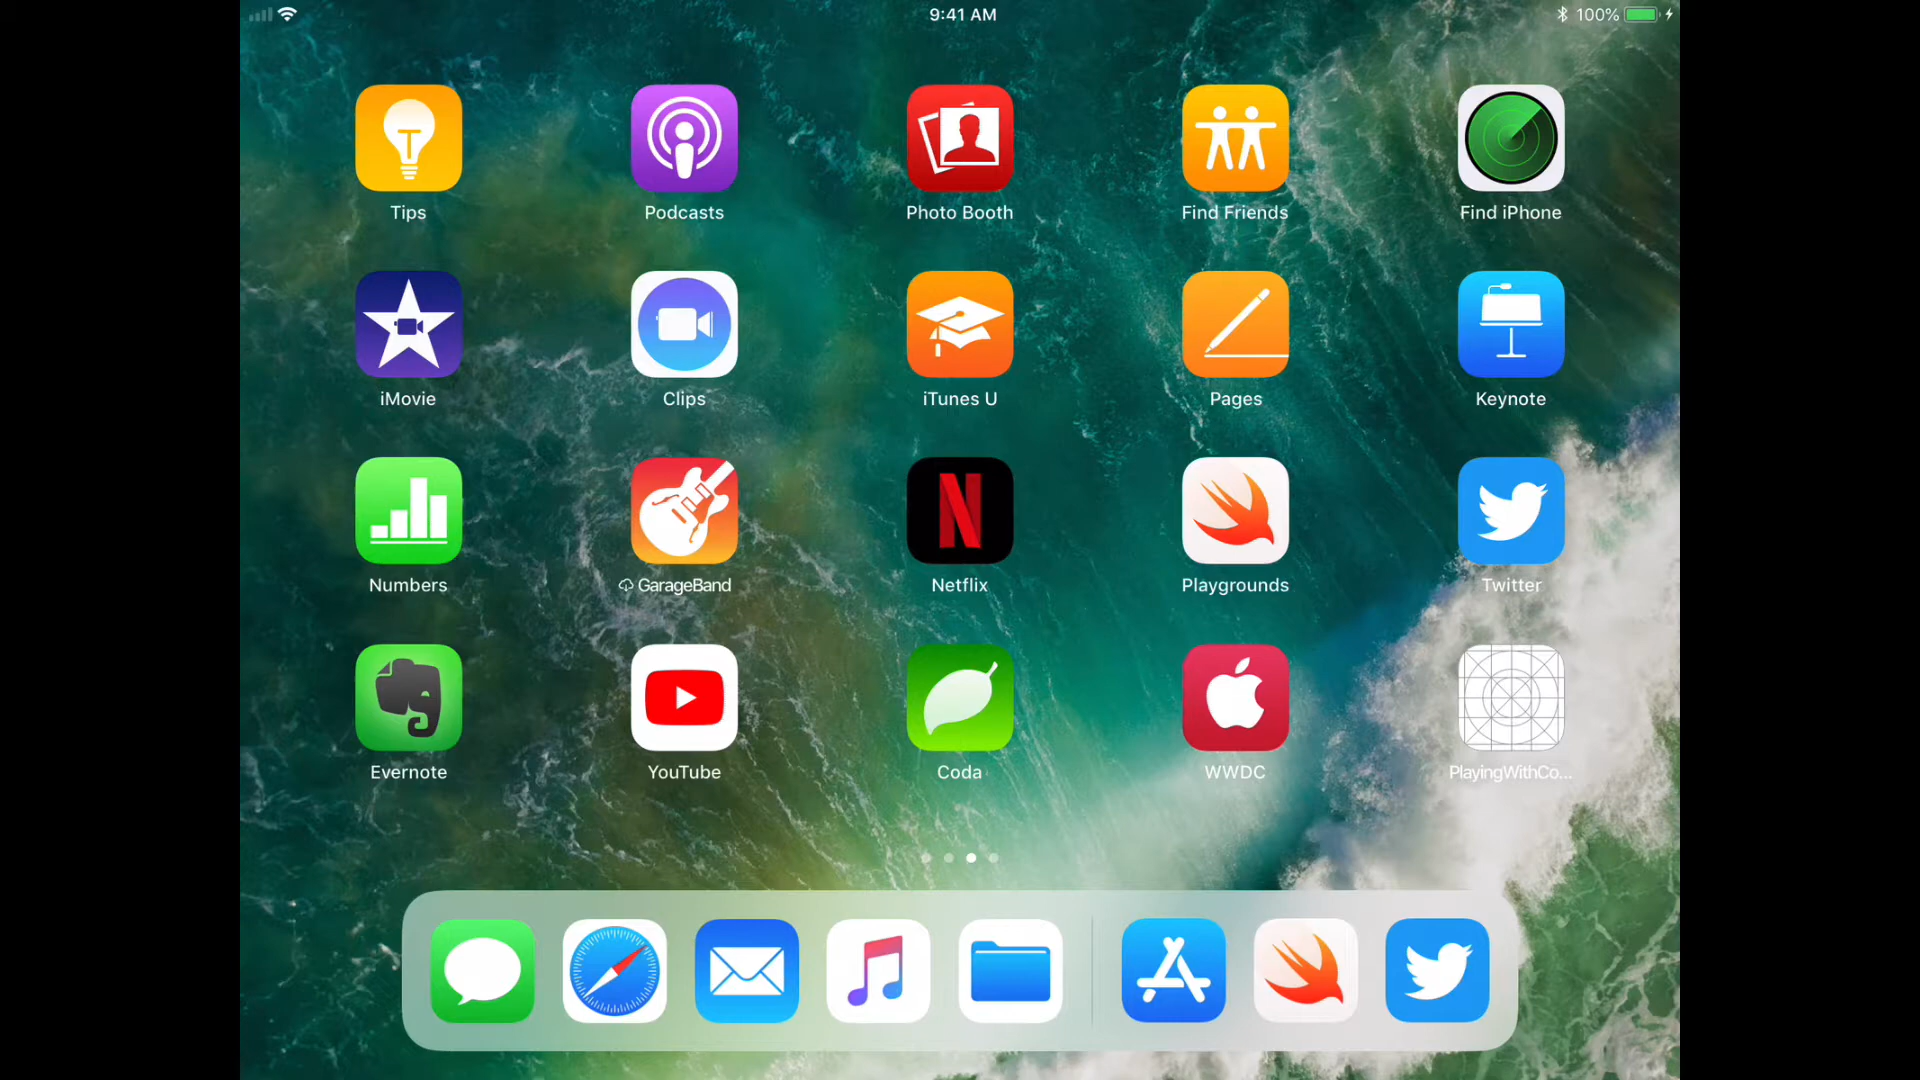 9:41 AM
100%
Tips
Podcasts
Photo Booth
Find Friends
Find iPhone
iMovie
Clips
iTunes U
Pages
Keynote
Numbers
GarageBand
Netflix
Playgrounds
Twitter
Evernote
YouTube
Coda
WWDC
PlayingWithCo...